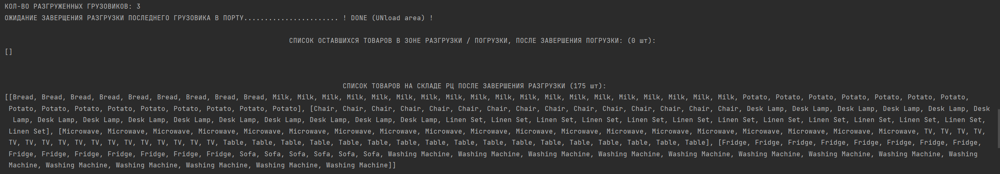 КОЛ-ВО РАЗГРУЖЕННЫХ ГРУЗОВИКОВ: 3
ОЖИДАНИЕ ЗАВЕРЩЕНИЯ РАЗГРУЗКИ ПОСЛЕДНЕГО ГРУЗОВИКА В ПОРТУ....................... ! DONE (UNload area) !
СПИСОК ОСТАВШИХСЯ ТОВАРОВ В ЗОНЕ РАЗГРУЗКИ / ПОГРУЗКИ, ПОСЛЕ ЗАВЕРШЕНИЯ ПОГРУЗКИ: (0 шт):
[]
СПИСОК ТОВАРОВ НА СКЛАДЕ РЦ ПОСЛЕ ЗАВЕРШЕНИЯ РАЗГРУЗКИ (175 шт):
[[Bread, Bread, Bread, Bread, Bread, Bread, Bread, Bread, Bread, Milk, Milk, Milk, Milk, Milk, Milk, Milk, Milk, Milk, Milk, Milk, Milk, Milk, Milk, Milk, Milk, Milk, Milk, Milk, Potato, Potato, Potato, Potato, Potato, Potato, Potato,
Potato, Potato, Potato, Potato, Potato, Potato, Potato, Potato, Potato], [Chair, Chair, Chair, Chair, Chair, Chair, Chair, Chair, Chair, Chair, Chair, Chair, Chair, Chair, Chair, Desk Lamp, Desk Lamp, Desk Lamp, Desk Lamp, Desk Lamp, Desk
Lamp, Desk Lamp, Desk Lamp, Desk Lamp, Desk Lamp, Desk Lamp, Desk Lamp, Desk Lamp, Desk Lamp, Desk Lamp, Linen Set, Linen Set, Linen Set, Linen Set, Linen Set, Linen Set, Linen Set, Linen Set, Linen Set, Linen Set, Linen Set, Linen Set,
Linen Set], [Microwave, Microwave, Microwave, Microwave, Microwave, Microwave, Microwave, Microwave, Microwave, Microwave, Microwave, Microwave, Microwave, Microwave, Microwave, Microwave, Microwave, Microwave, Microwave, TV, TV, TV, TV,
TV, TV, TV, TV, TV, TV, TV, TV, TV, TV, TV, TV, TV, Table, Table, Table, Table, Table, Table, Table, Table, Table, Table, Table, Table, Table, Table, Table, Table, Table], [Fridge, Fridge, Fridge, Fridge, Fridge, Fridge, Fridge, Fridge,
Fridge, Fridge, Fridge, Fridge, Fridge, Fridge, Fridge, Sofa, Sofa, Sofa, Sofa, Sofa, Sofa, Washing Machine, Washing Machine, Washing Machine, Washing Machine, Washing Machine, Washing Machine, Washing Machine, Washing Machine, Washing
Machine, Washing Machine, Washing Machine, Washing Machine, Washing Machine, Washing Machine]]